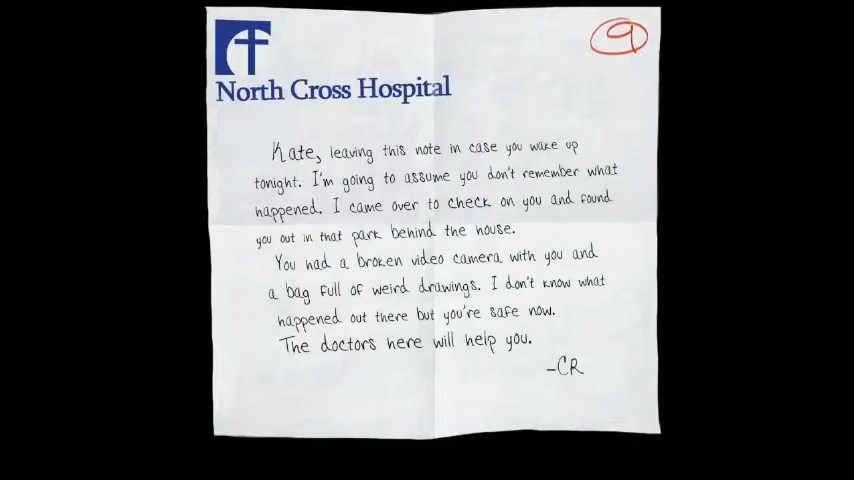 9
North Cross Hospital
Kate, leaving this note in case you wake up
tonight. I'm going to assume you don't remember what
happened. I came over to check on you and found
you out in that park behind the house.
You had a broken video camera with you and
a bag full of weird drawings. I don't know what
happened out there but you're safe now.
The doctors here will help you.
-CR